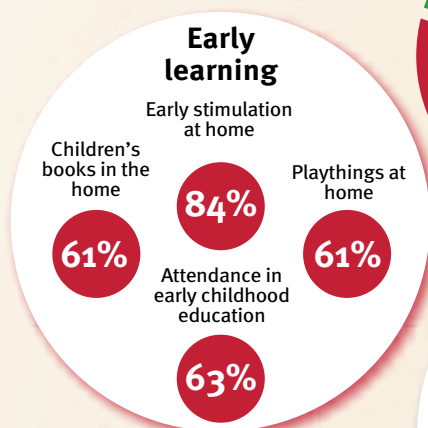 Early
learning
Early stimulation
at home
84%
Children's
books in the
home
61%
Playthings at
home
61%
Attendance in
early childhood
education
63%